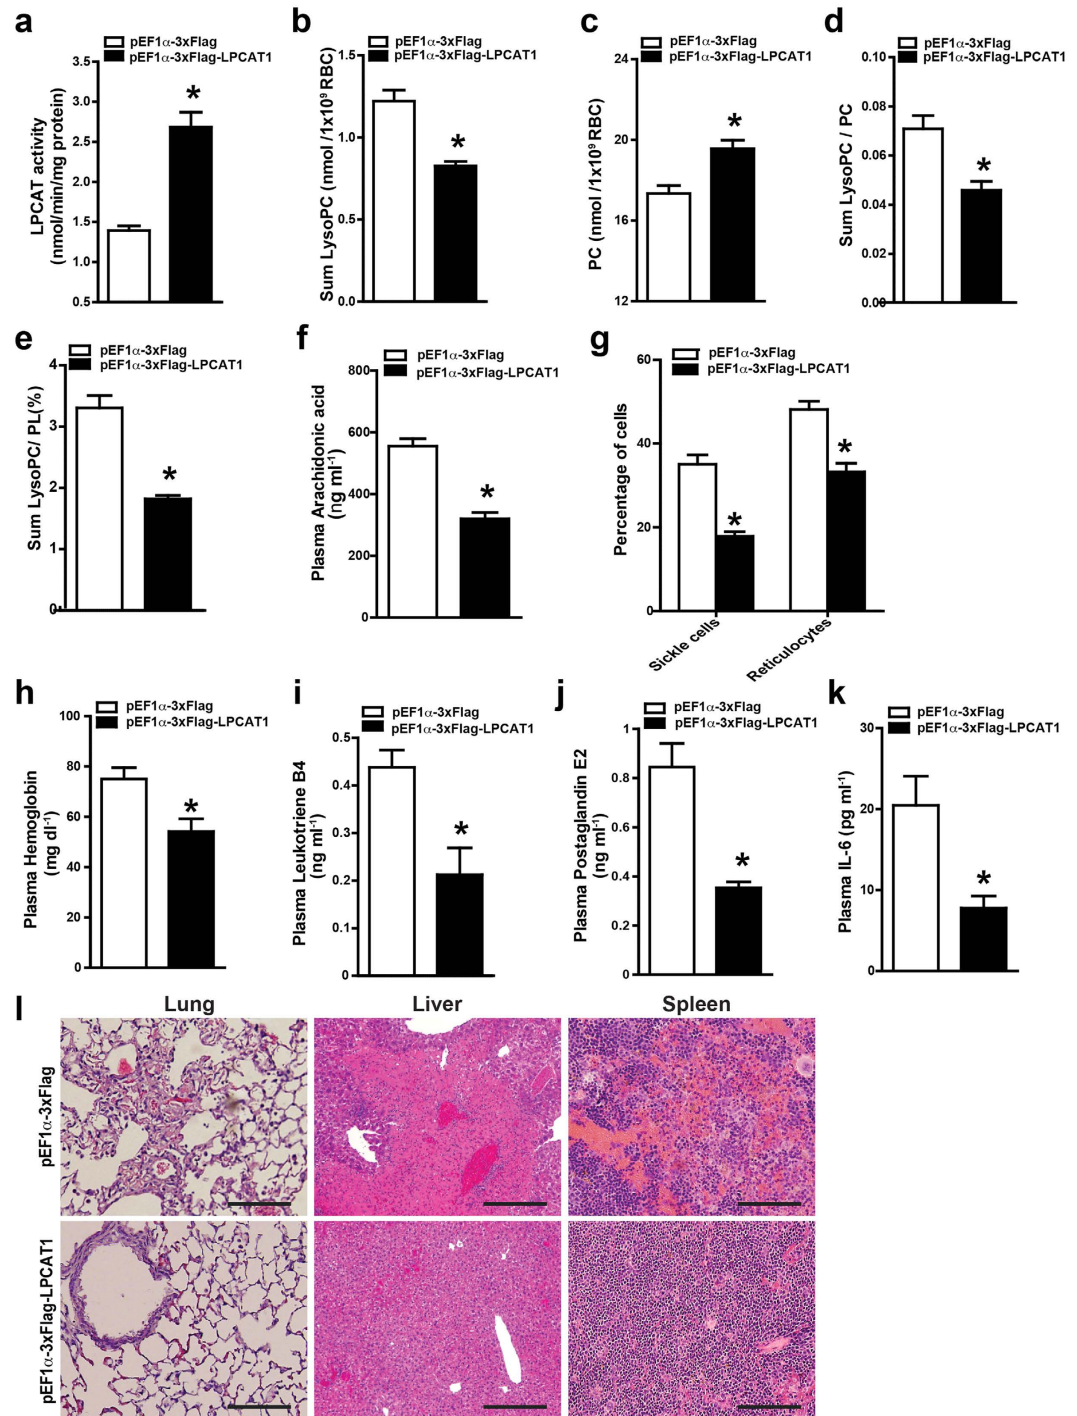 a
pEF1α-3xFlag
pEF1α-3xFlag-LPCAT1
LPCAT activity
(nmol/min/mg protein)
3.5
3.0
2.5
2.0
1.5
1.0
0.5
*
b
pEF1α-3xFlag
pEF1α-3xFlag-LPCAT1
Sum LysoPC (nmol /1x10⁹ RBC)
1.5
1.0
0.5
0.0
*
c
pEF1α-3xFlag
pEF1α-3xFlag-LPCAT1
PC (nmol /1x10⁹ RBC)
24
20
16
12
*
d
pEF1α-3xFlag
pEF1α-3xFlag-LPCAT1
Sum LysoPC / PC
0.10
0.08
0.06
0.04
0.02
0.00
*
e
pEF1α-3xFlag
pEF1α-3xFlag-LPCAT1
Sum LysoPC/ PL(%)
4
3
2
1
0
*
f
pEF1α-3xFlag
pEF1α-3xFlag-LPCAT1
Plasma Arachidonic acid
(ng ml⁻¹)
800
600
400
200
0
*
g
pEF1α-3xFlag
pEF1α-3xFlag-LPCAT1
Percentage of cells
60
40
20
0
*
*
Sickle cells
Reticulocytes
h
pEF1α-3xFlag
pEF1α-3xFlag-LPCAT1
Plasma Hemoglobin
(mg dl⁻¹)
100
80
60
40
20
0
*
i
pEF1α-3xFlag
pEF1α-3xFlag-LPCAT1
Plasma Leukotriene B4
(ng ml⁻¹)
0.5
0.4
0.3
0.2
0.1
0
*
j
pEF1α-3xFlag
pEF1α-3xFlag-LPCAT1
Plasma Postaglandin E2
(ng ml⁻¹)
1
0.8
0.6
0.4
0.2
0
*
k
pEF1α-3xFlag
pEF1α-3xFlag-LPCAT1
Plasma IL-6 (pg ml⁻¹)
30
20
10
0
*
l
Lung
Liver
Spleen
pEF1α-3xFlag
pEF1α-3xFlag-LPCAT1